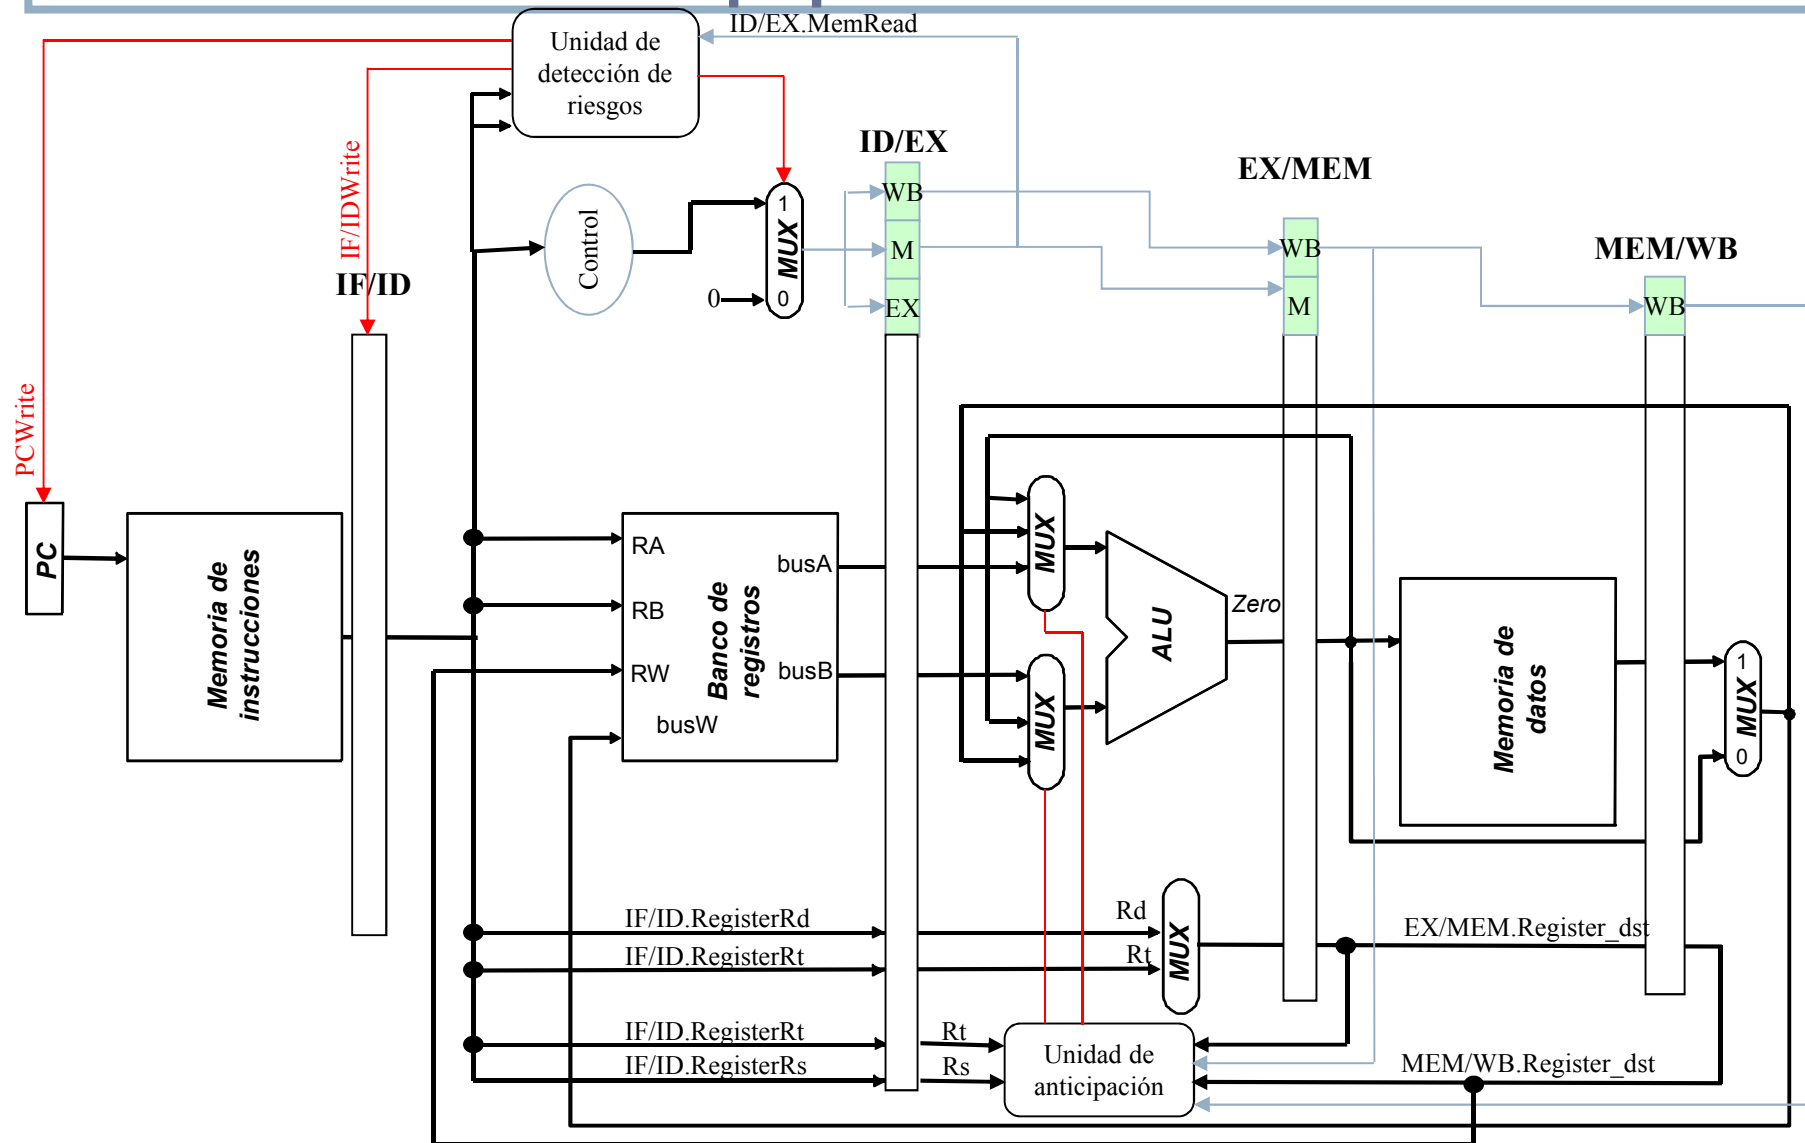 ID/EX.MemRead
Unidad de
detección de
riesgos
ID/EX
EX/MEM
MEM/WB
IF/ID
IF/IDWrite
PCWrite
Control
0
1
MUX
0
WB
M
EX
WB
M
WB
PC
Memoria de
instrucciones
RA
RB
RW
busW
busA
busB
Banco de
registros
MUX
MUX
ALU
Zero
Memoria de
datos
1
MUX
0
IF/ID.RegisterRd
Rd
IF/ID.RegisterRt
Rt
MUX
EX/MEM.Register_dst
IF/ID.RegisterRt
Rt
IF/ID.RegisterRs
Rs
Unidad de
anticipación
MEM/WB.Register_dst